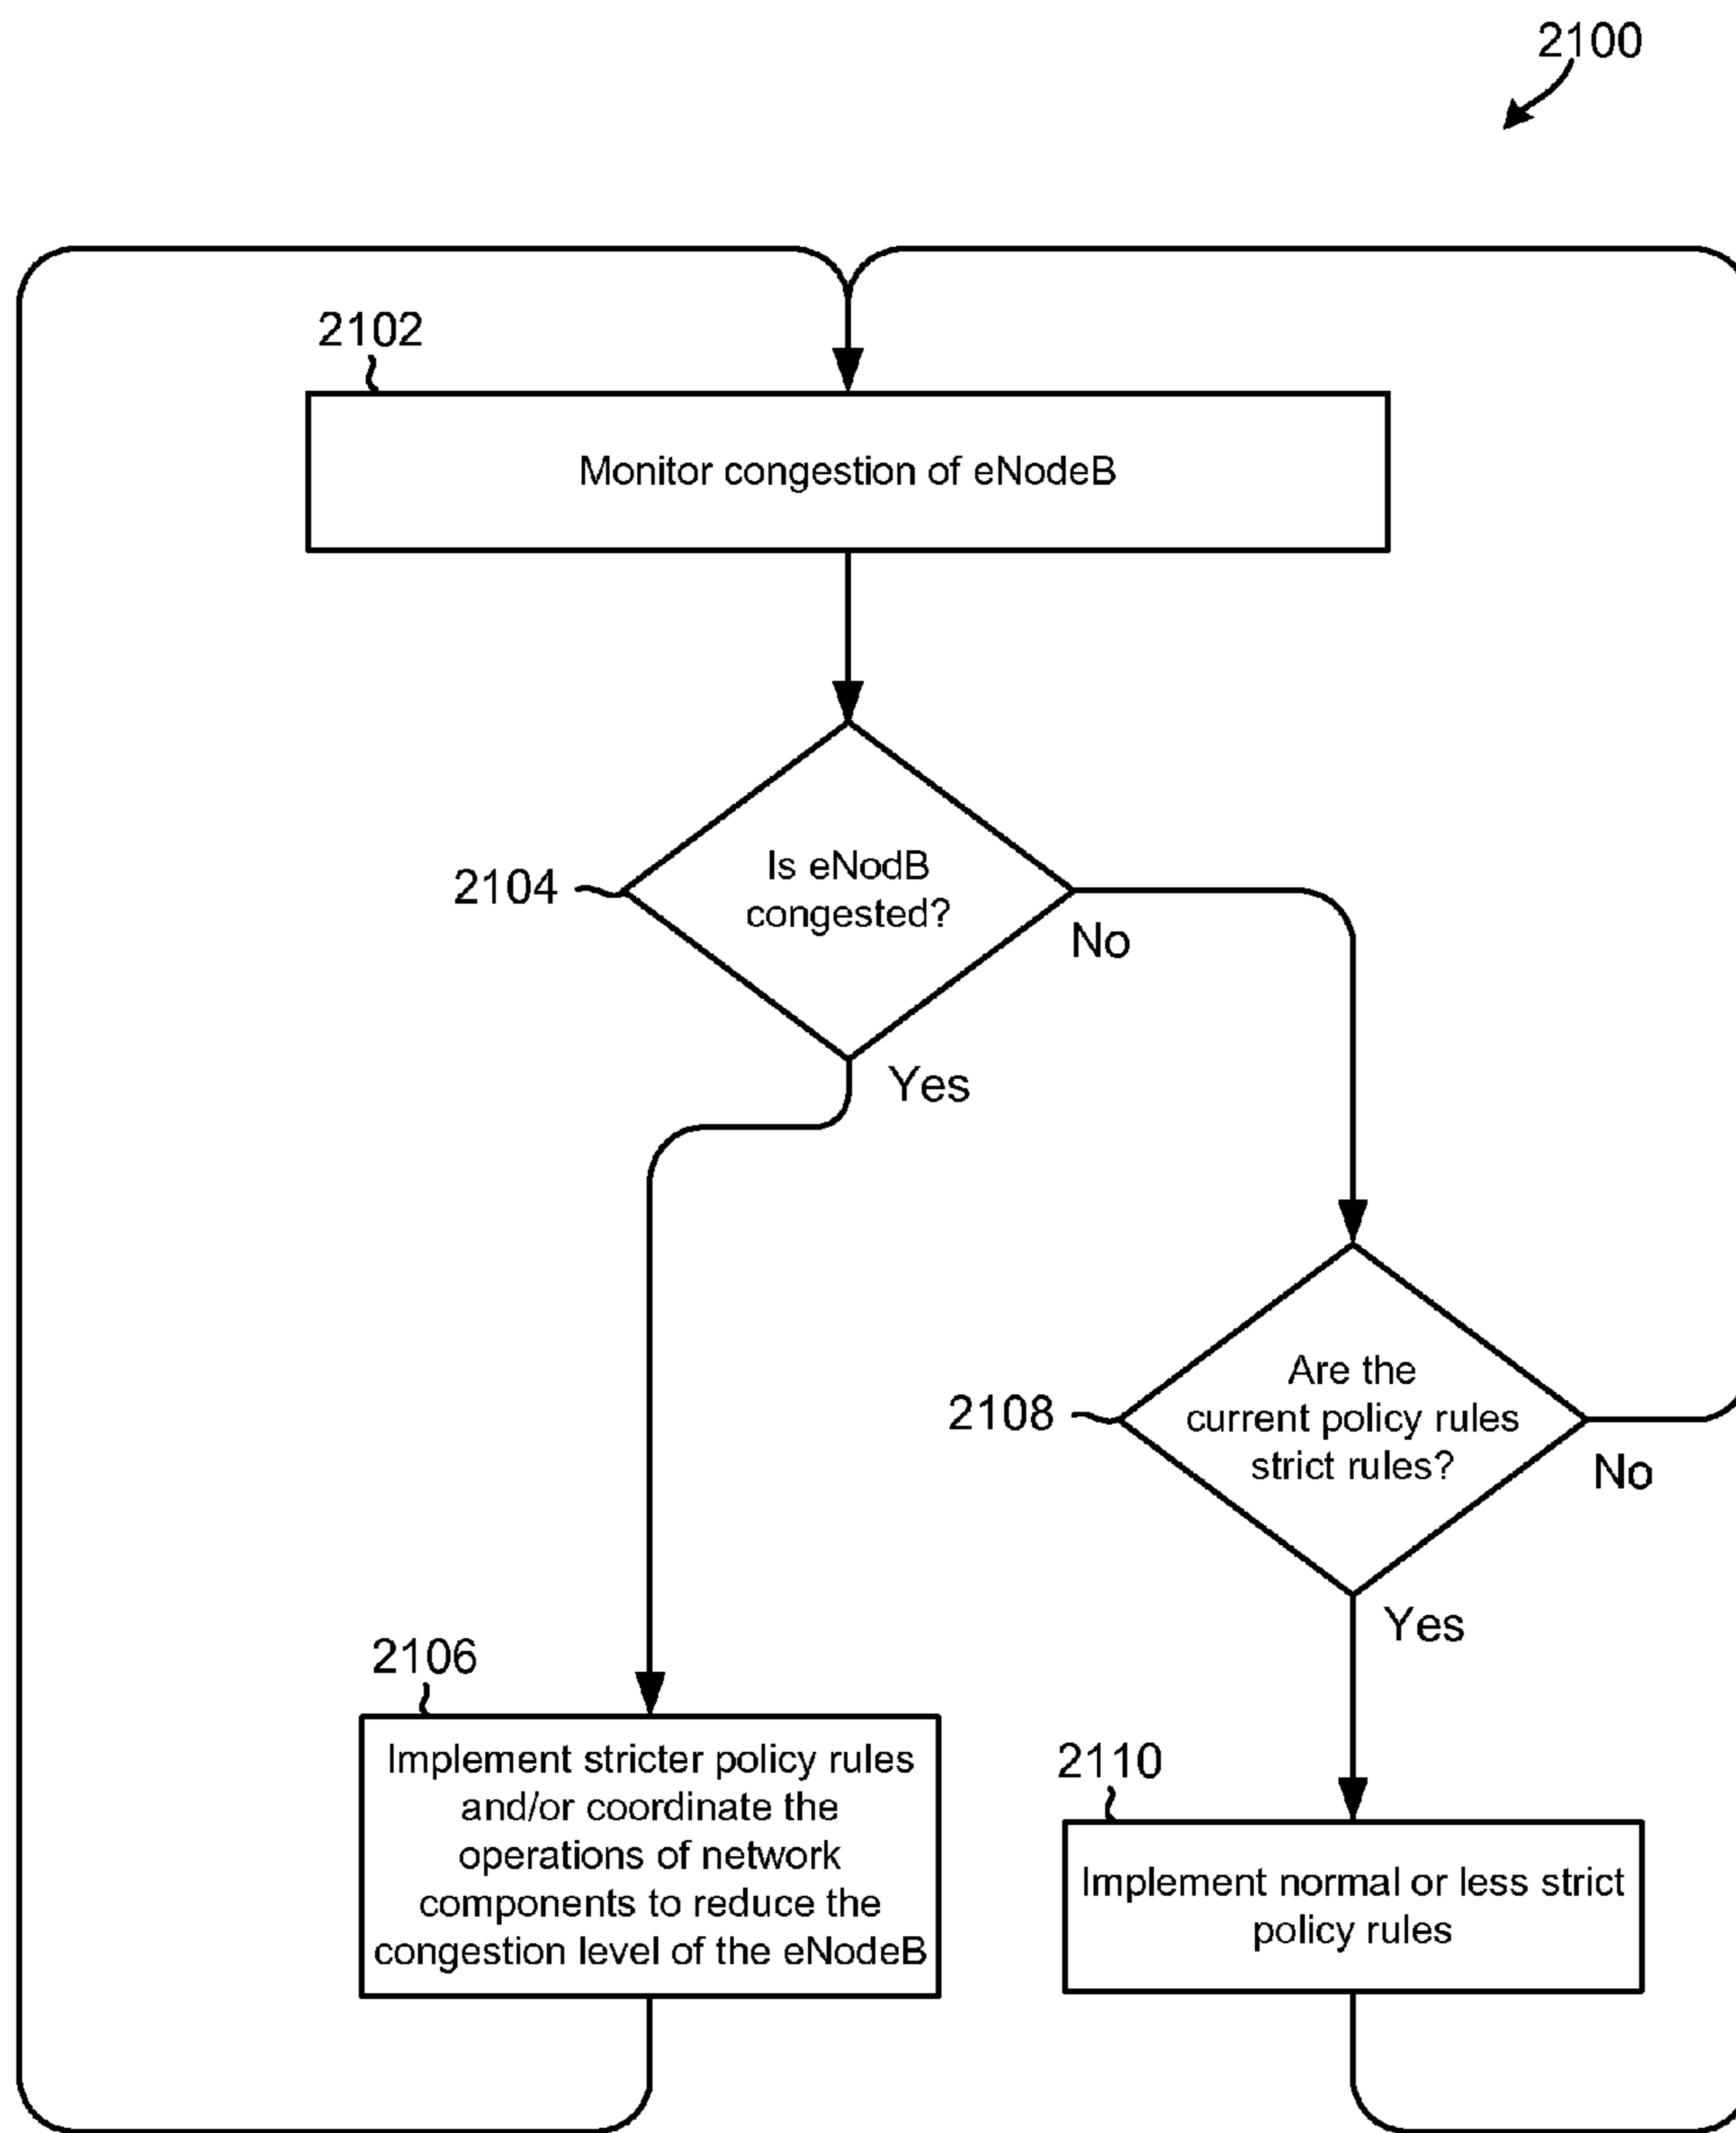 2100
2102
Monitor congestion of eNodeB
2104
Is eNodB
congested?
No
Yes
2108
Are the
current policy rules
strict rules?
No
Yes
2106
Implement stricter policy rules
and/or coordinate the
operations of network
components to reduce the
congestion level of the eNodeB
2110
Implement normal or less strict
policy rules